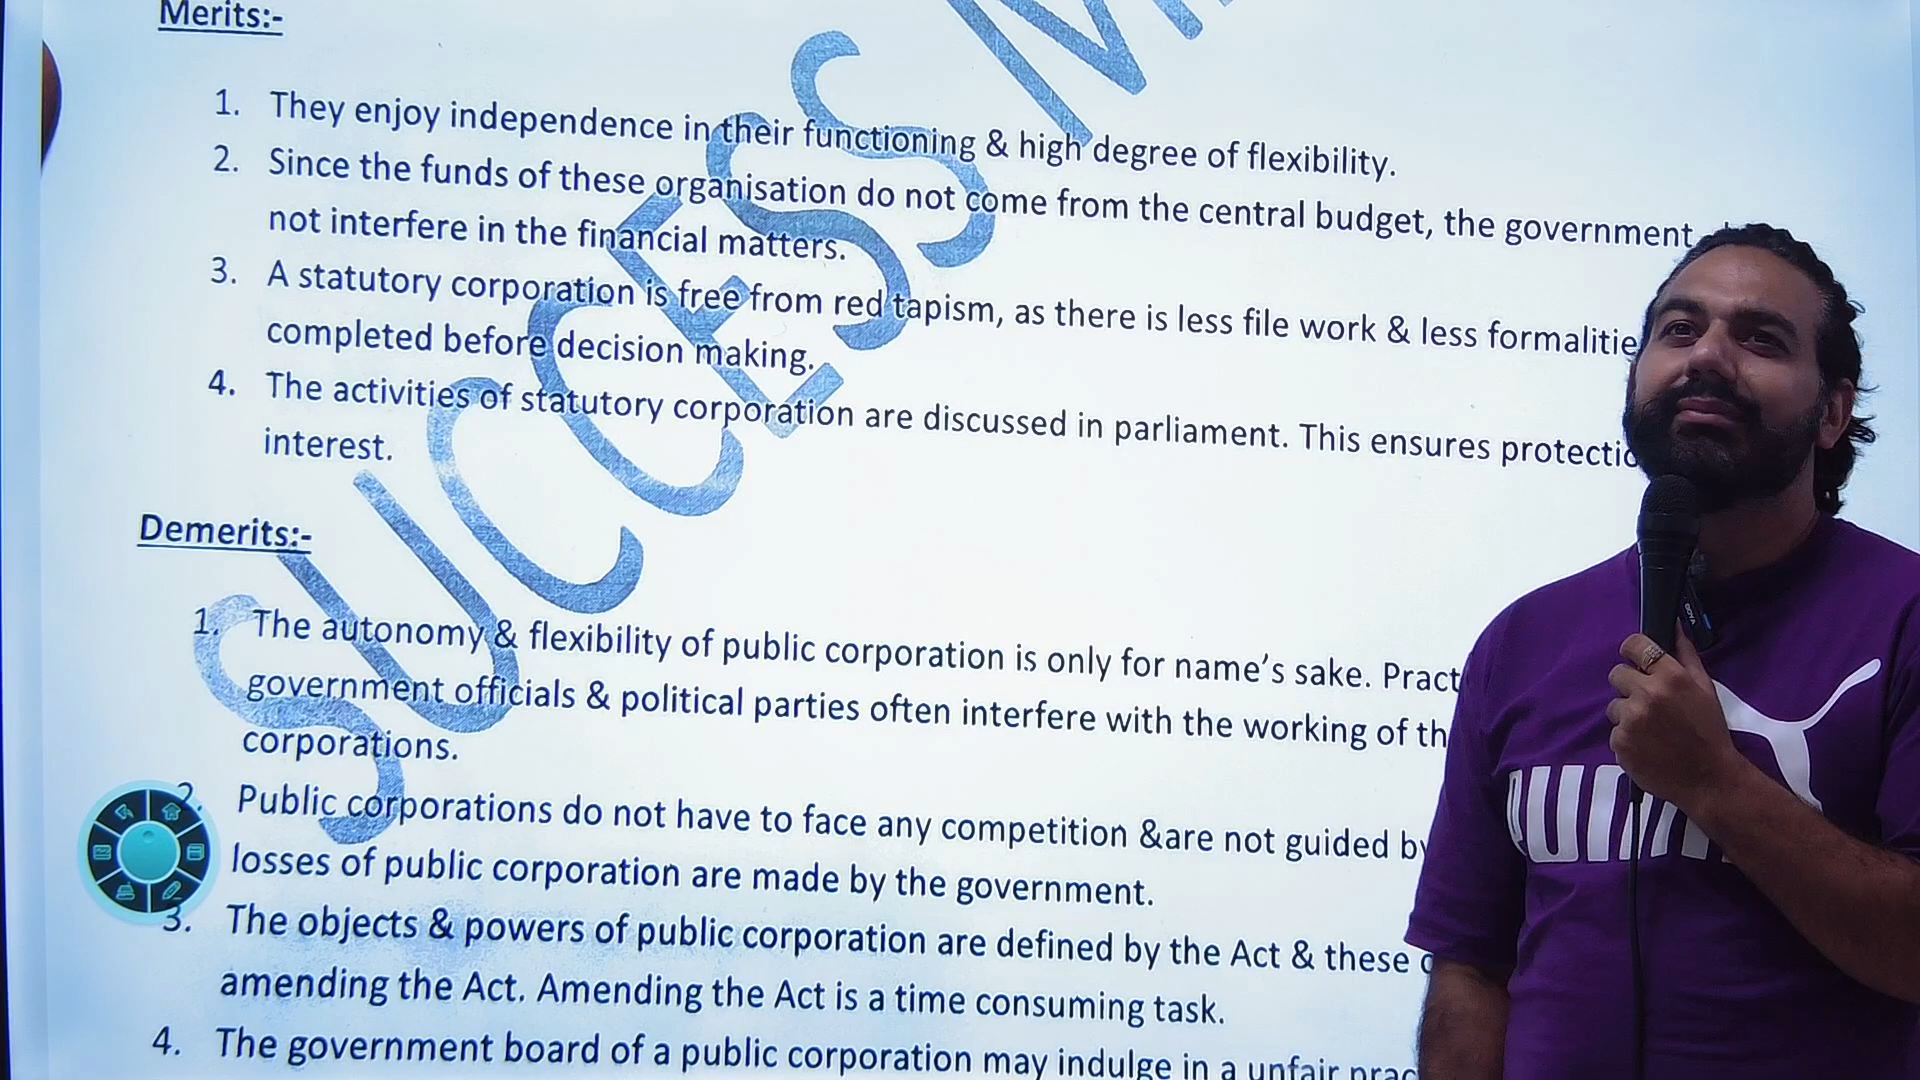 Merits:-
1. They enjoy independence in their functioning & high degree of flexibility.
2. Since the funds of these organisation do not come from the central budget, the government
not interfere in the financial matters.
3. A statutory corporation is free from red tapism, as there is less file work & less formalitie
completed before decision making.
4. The activities of statutory corporation are discussed in parliament. This ensures protectio
interest.
Demerits:-
1. The autonomy & flexibility of public corporation is only for name's sake. Pract
government officials & political parties often interfere with the working of th
corporations.
2. Public corporations do not have to face any competition &are not guided by
losses of public corporation are made by the government.
3. The objects & powers of public corporation are defined by the Act & these
amending the Act. Amending the Act is a time consuming task.
4. The government board of a public corporation may indulge in a unfair prac
SUCCESS
PUMA
BOYA